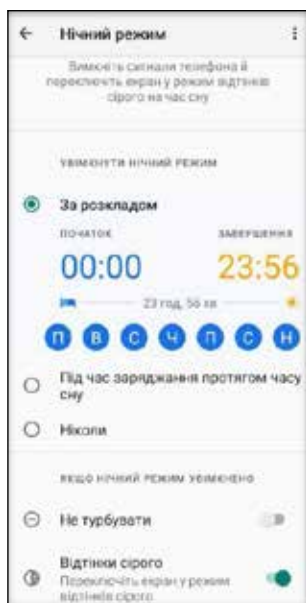 Нічний режим
Вимкніть сигнали телефона й
переключіть екран у режим відтінків
сірого на час сну
УВІМКНУТИ НІЧНИЙ РЕЖИМ
За розкладом
ПОЧАТОК ЗАВЕРШЕННЯ
00:00 23:56
23 год, 56 хв
П В С Ч П С Н
Під час заряджання протягом часу
сну
Ніколи
ЯКЩО НІЧНИЙ РЕЖИМ УВІМКНЕНО
Не турбувати
Відтінки сірого
Переключіть екран у режим
відтінків сірого